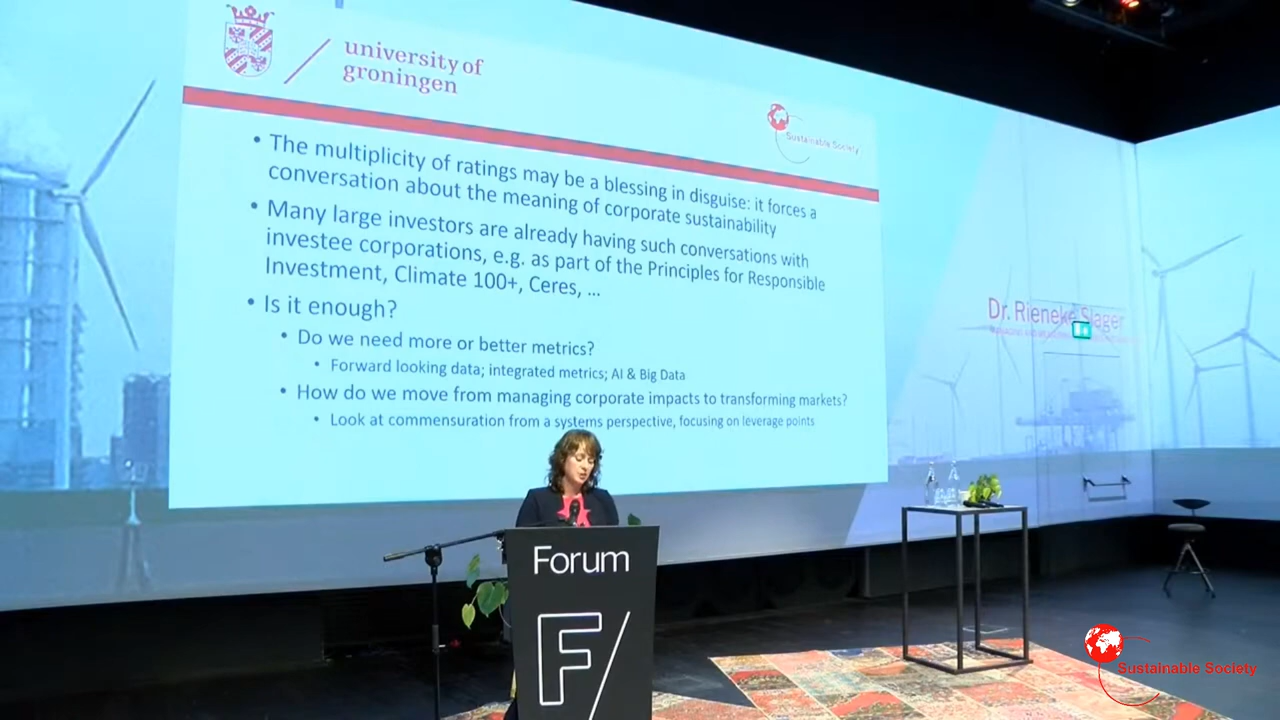 university of
groningen
Sustainable Society
• The multiplicity of ratings may be a blessing in disguise: it forces a
conversation about the meaning of corporate sustainability
• Many large investors are already having such conversations with
investee corporations, e.g. as part of the Principles for Responsible
Investment, Climate 100+, Ceres, ...
• Is it enough?
• Do we need more or better metrics?
• Forward looking data; integrated metrics; AI & Big Data
• How do we move from managing corporate impacts to transforming markets?
• Look at commensuration from a systems perspective, focusing on leverage points
Dr. Rieneke Slager
Forum
F/
Sustainable Society